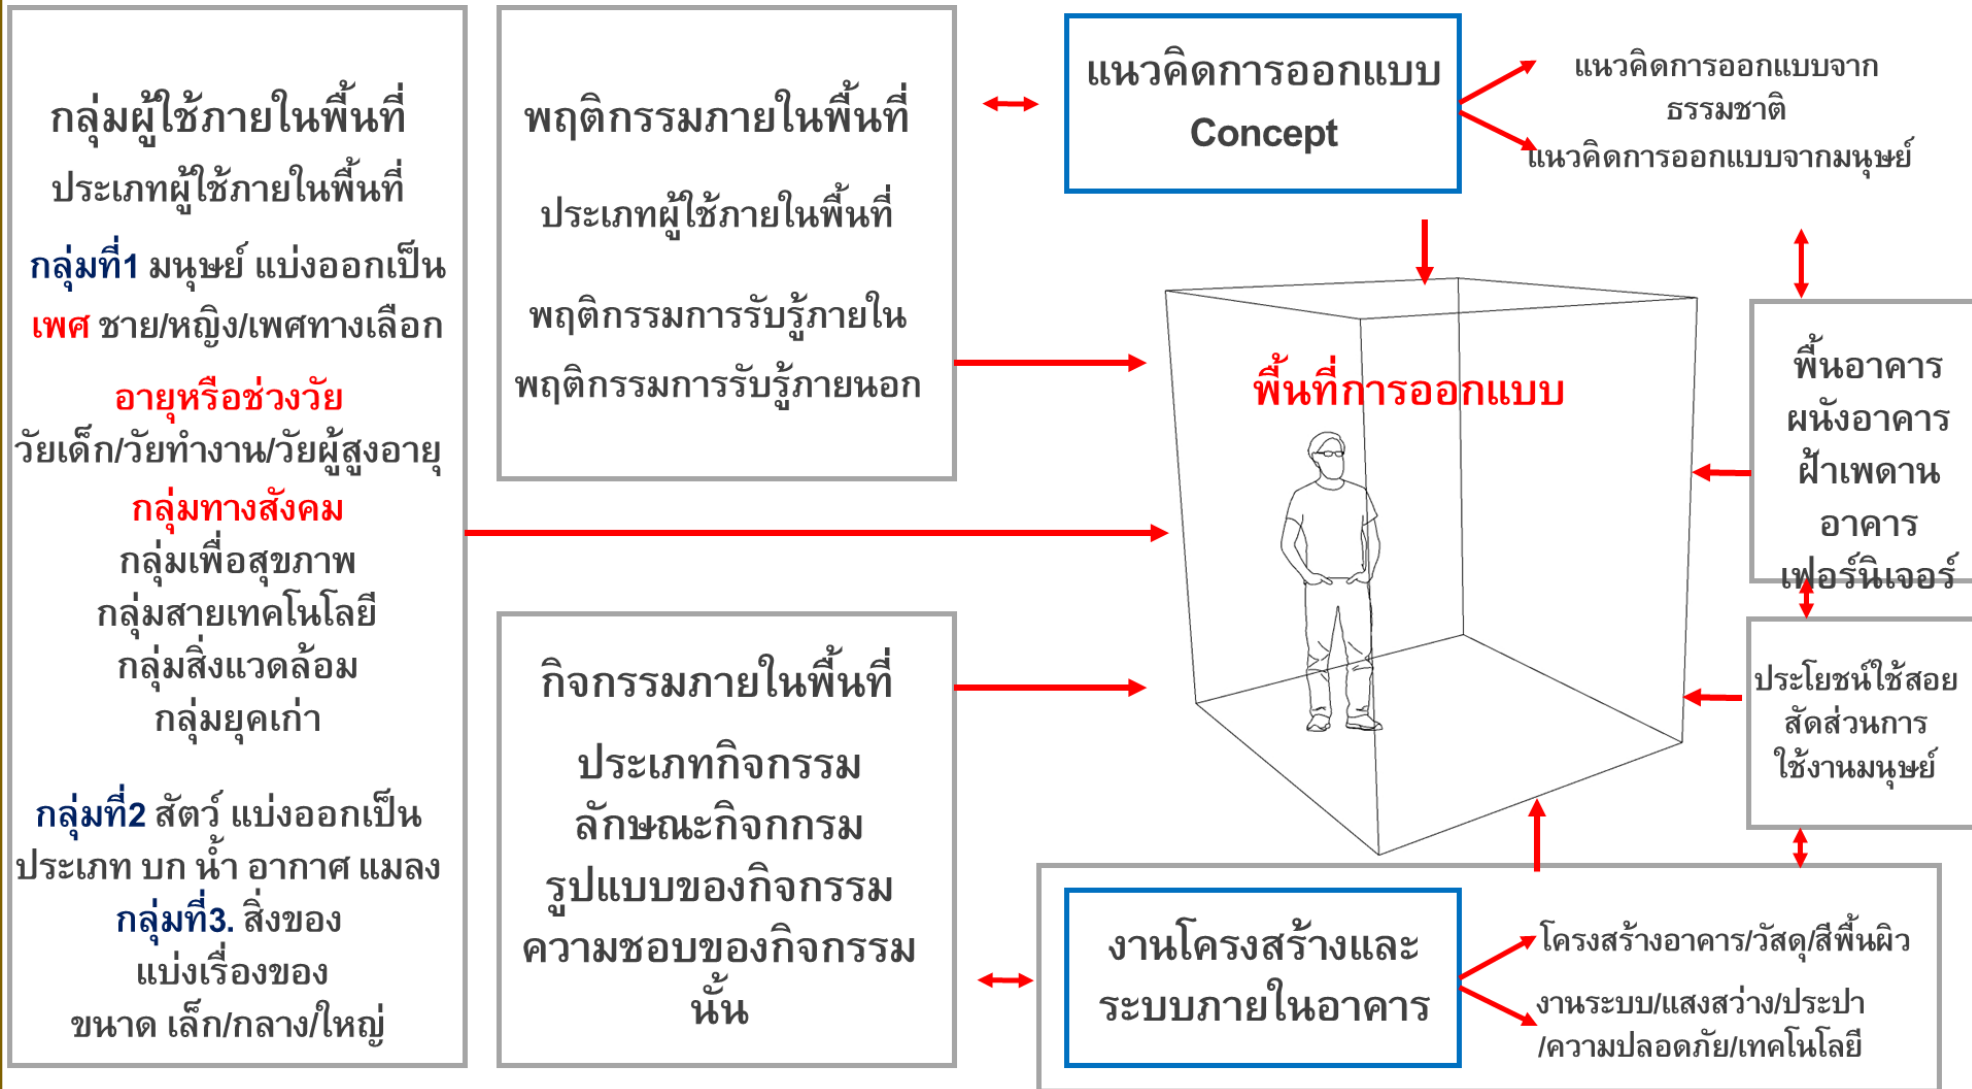 กลุ่มผู้ใช้ภายในพื้นที่
ประเภทผู้ใช้ภายในพื้นที่
กลุ่มที่1 มนุษย์ แบ่งออกเป็น
เพศ ชาย/หญิง/เพศทางเลือก
อายุหรือช่วงวัย
วัยเด็ก/วัยทำงาน/วัยผู้สูงอายุ
กลุ่มทางสังคม
กลุ่มเพื่อสุขภาพ
กลุ่มสายเทคโนโลยี
กลุ่มสิ่งแวดล้อม
กลุ่มยุคเก่า
กลุ่มที่2 สัตว์ แบ่งออกเป็น
ประเภท บก น้ำ อากาศ แมลง
กลุ่มที่3. สิ่งของ
แบ่งเรื่องของ
ขนาด เล็ก/กลาง/ใหญ่
พฤติกรรมภายในพื้นที่
ประเภทผู้ใช้ภายในพื้นที่
พฤติกรรมการรับรู้ภายใน
พฤติกรรมการรับรู้ภายนอก
กิจกรรมภายในพื้นที่
ประเภทกิจกรรม
ลักษณะกิจกกรม
รูปแบบของกิจกรรม
ความชอบของกิจกรรม
นั้น
แนวคิดการออกแบบ
Concept
แนวคิดการออกแบบจาก
ธรรมชาติ
แนวคิดการออกแบบจากมนุษย์
พื้นที่การออกแบบ
พื้นอาคาร
ผนังอาคาร
ฝ้าเพดาน
อาคาร
เฟอร์นิเจอร์
ประโยชน์ใช้สอย
สัดส่วนการ
ใช้งานมนุษย์
งานโครงสร้างและ
ระบบภายในอาคาร
โครงสร้างอาคาร/วัสดุ/สีพื้นผิว
งานระบบ/แสงสว่าง/ประปา
/ความปลอดภัย/เทคโนโลยี